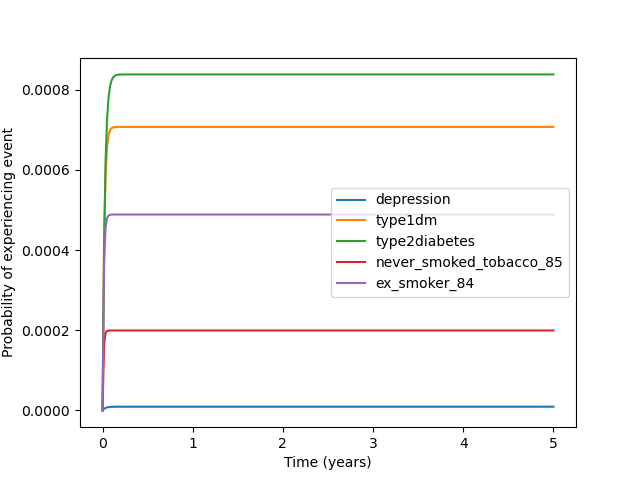 Probability of experiencing event
0.0008
0.0006
0.0004
0.0002
0.0000
depression
type1dm
type2diabetes
never_smoked_tobacco_85
ex_smoker_84
0 1 2 3 4 5
Time (years)